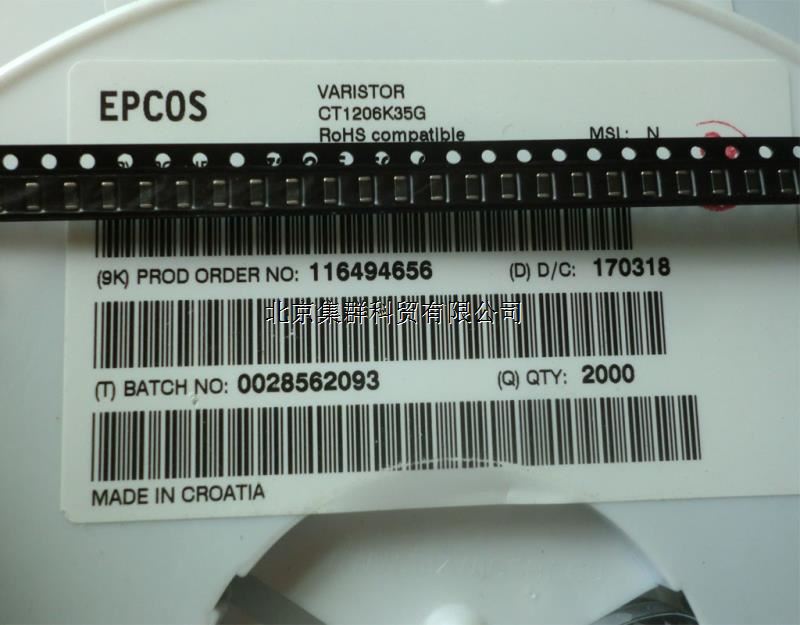 EPCOS
VARISTOR
CT1206K35G
RoHS compatible MSL: N
(9K) PROD ORDER NO: 116494656 (D) D/C: 170318
北京集群科贸有限公司
(T) BATCH NO: 0028562093 (Q) QTY: 2000
MADE IN CROATIA